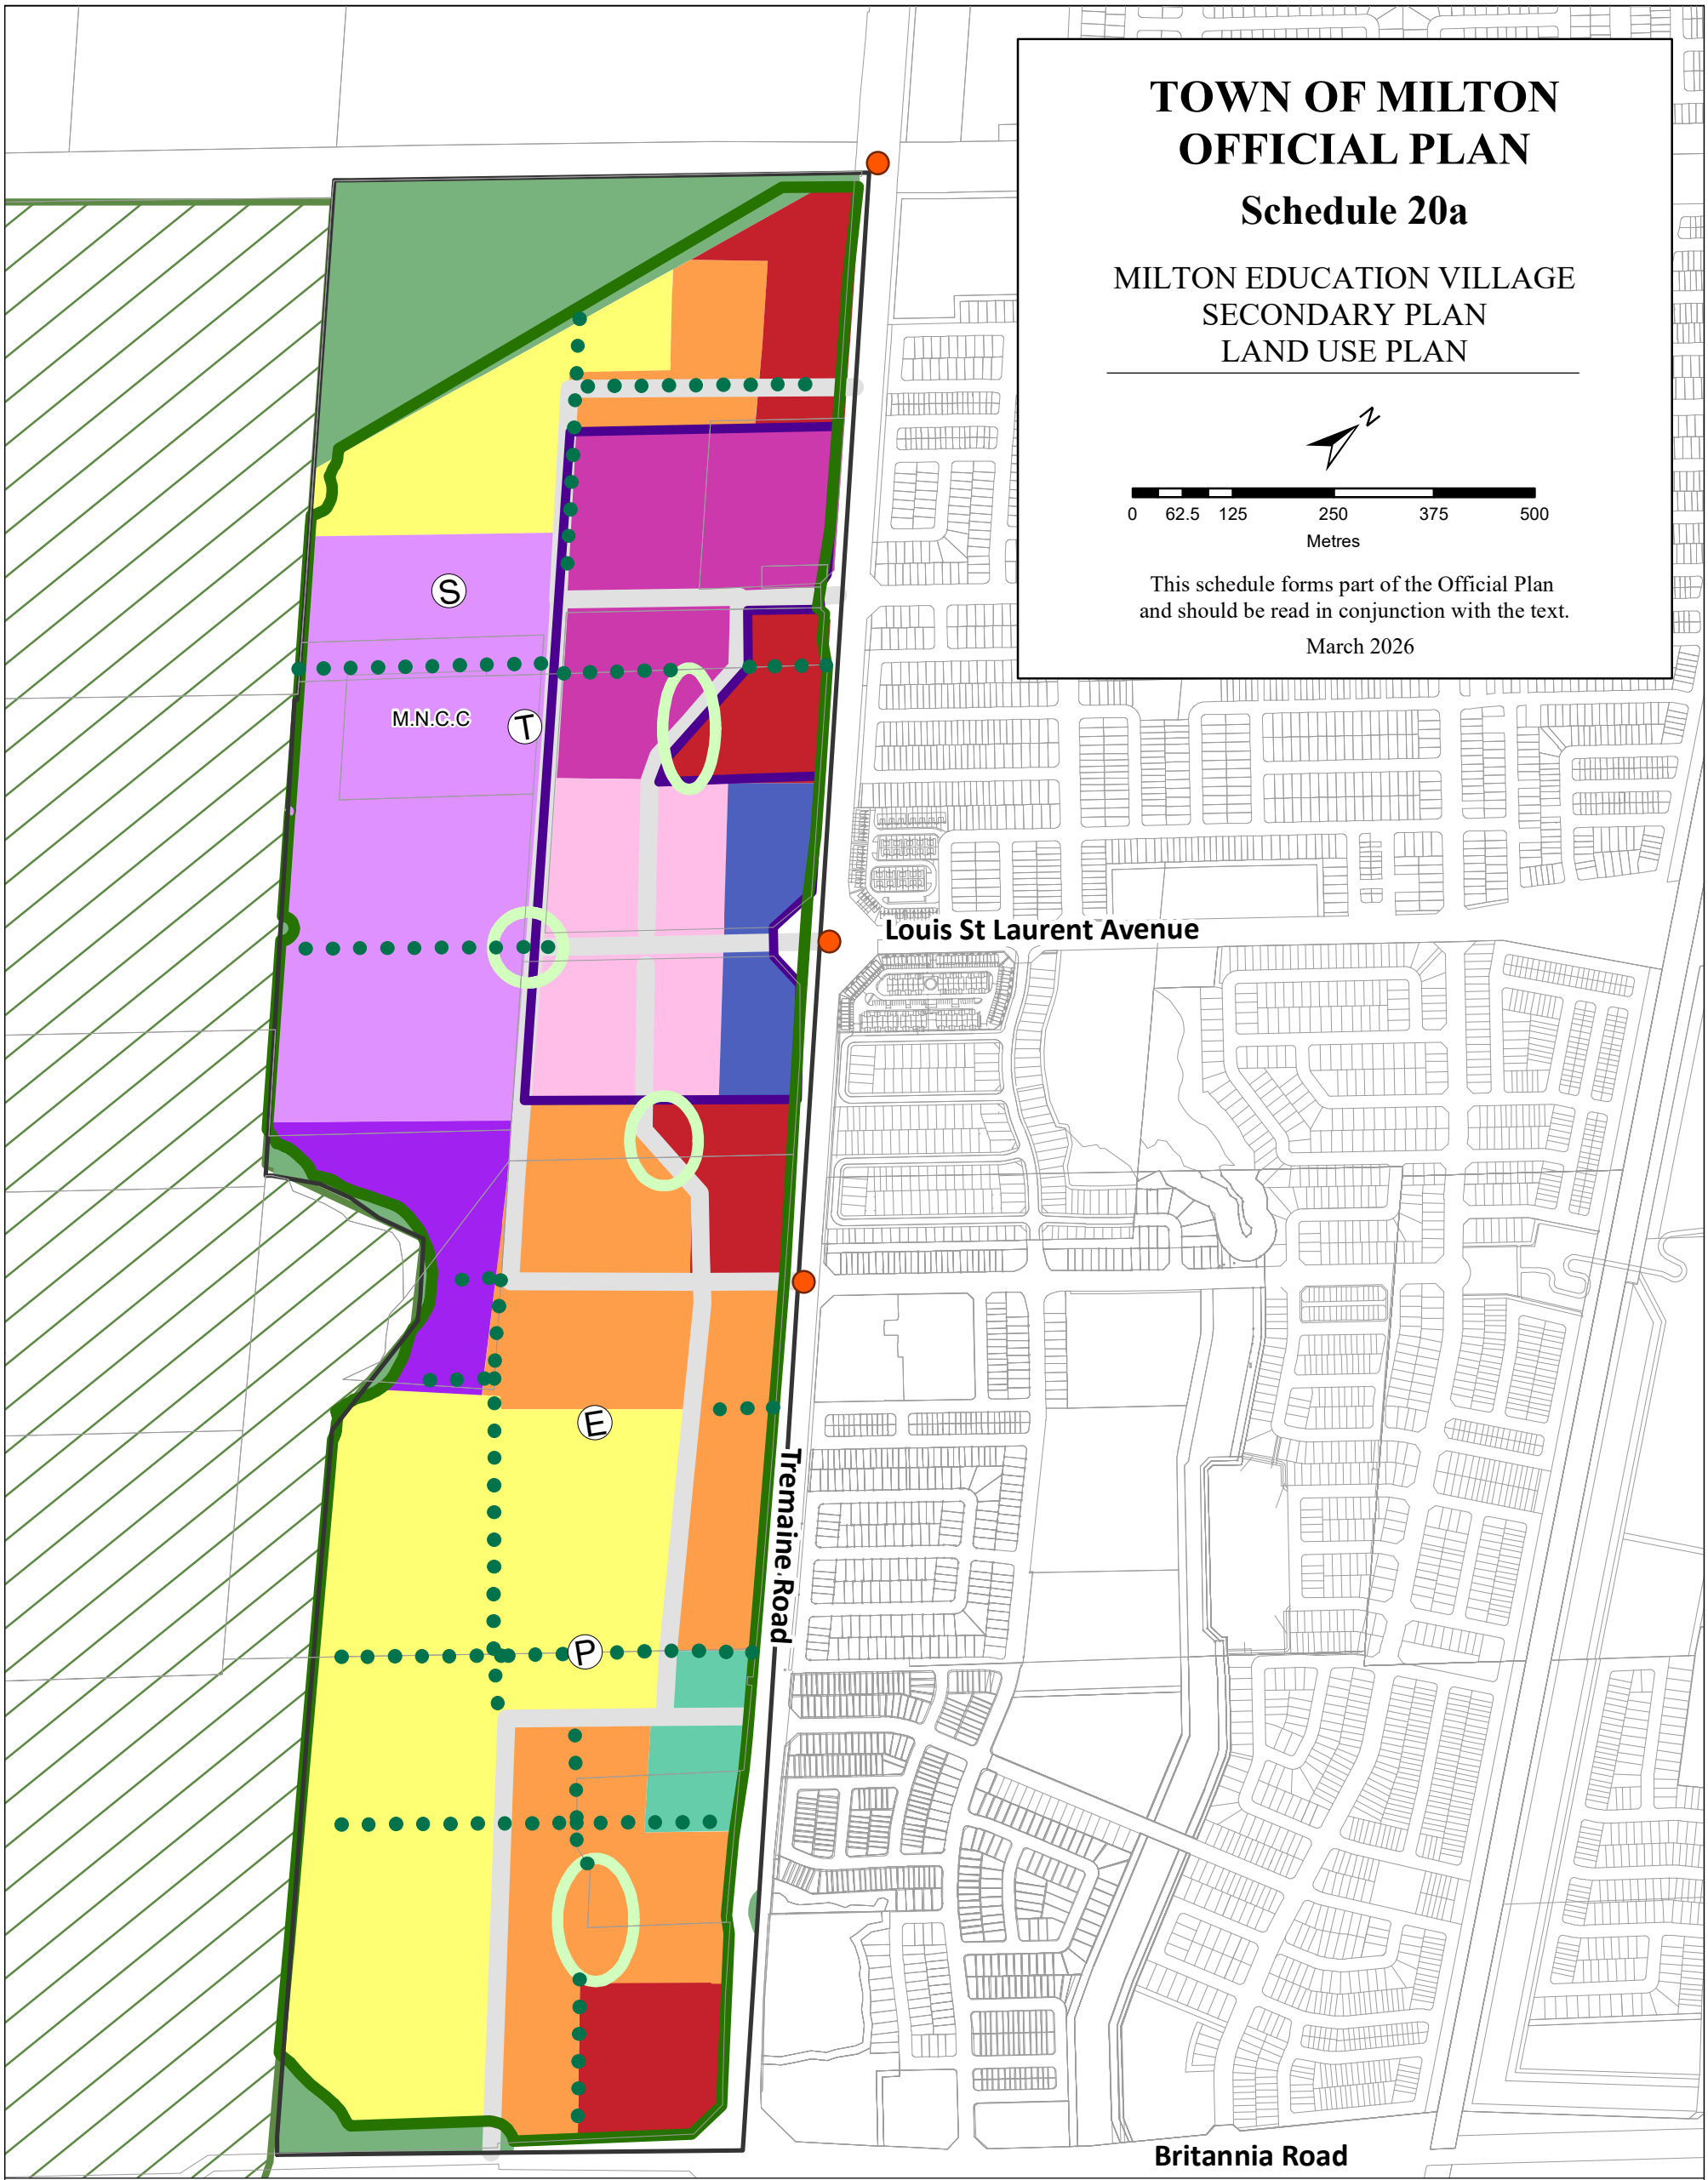 TOWN OF MILTON
OFFICIAL PLAN
Schedule 20a
MILTON EDUCATION VILLAGE
SECONDARY PLAN
LAND USE PLAN
N
0 62.5 125 250 375 500
Metres
This schedule forms part of the Official Plan
and should be read in conjunction with the text.
March 2026
S
M.N.C.C
T
Louis St Laurent Avenue
E
Tremaine Road
P
Britannia Road